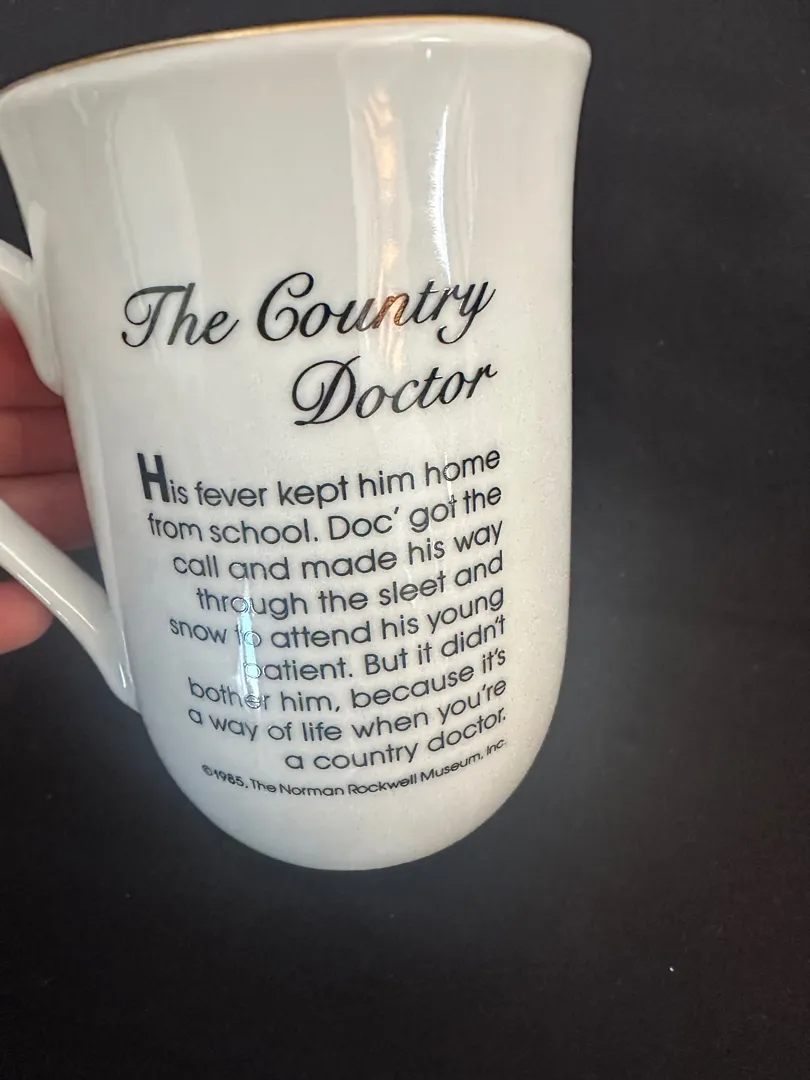 The Country
Doctor
His fever kept him home
from school. Doc' got the
call and made his way
through the sleet and
snow to attend his young
patient. But it didn't
bother him, because it's
a way of life when you're
a country doctor.
©1985, The Norman Rockwell Museum, Inc.